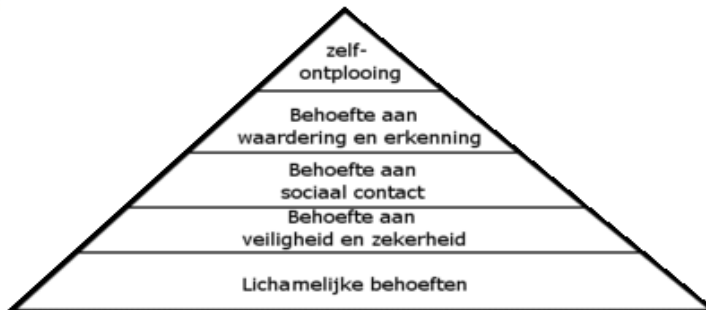 zelf-
ontplooing
Behoefte aan
waardering en erkenning
Behoefte aan
sociaal contact
Behoefte aan
veiligheid en zekerheid
Lichamelijke behoeften